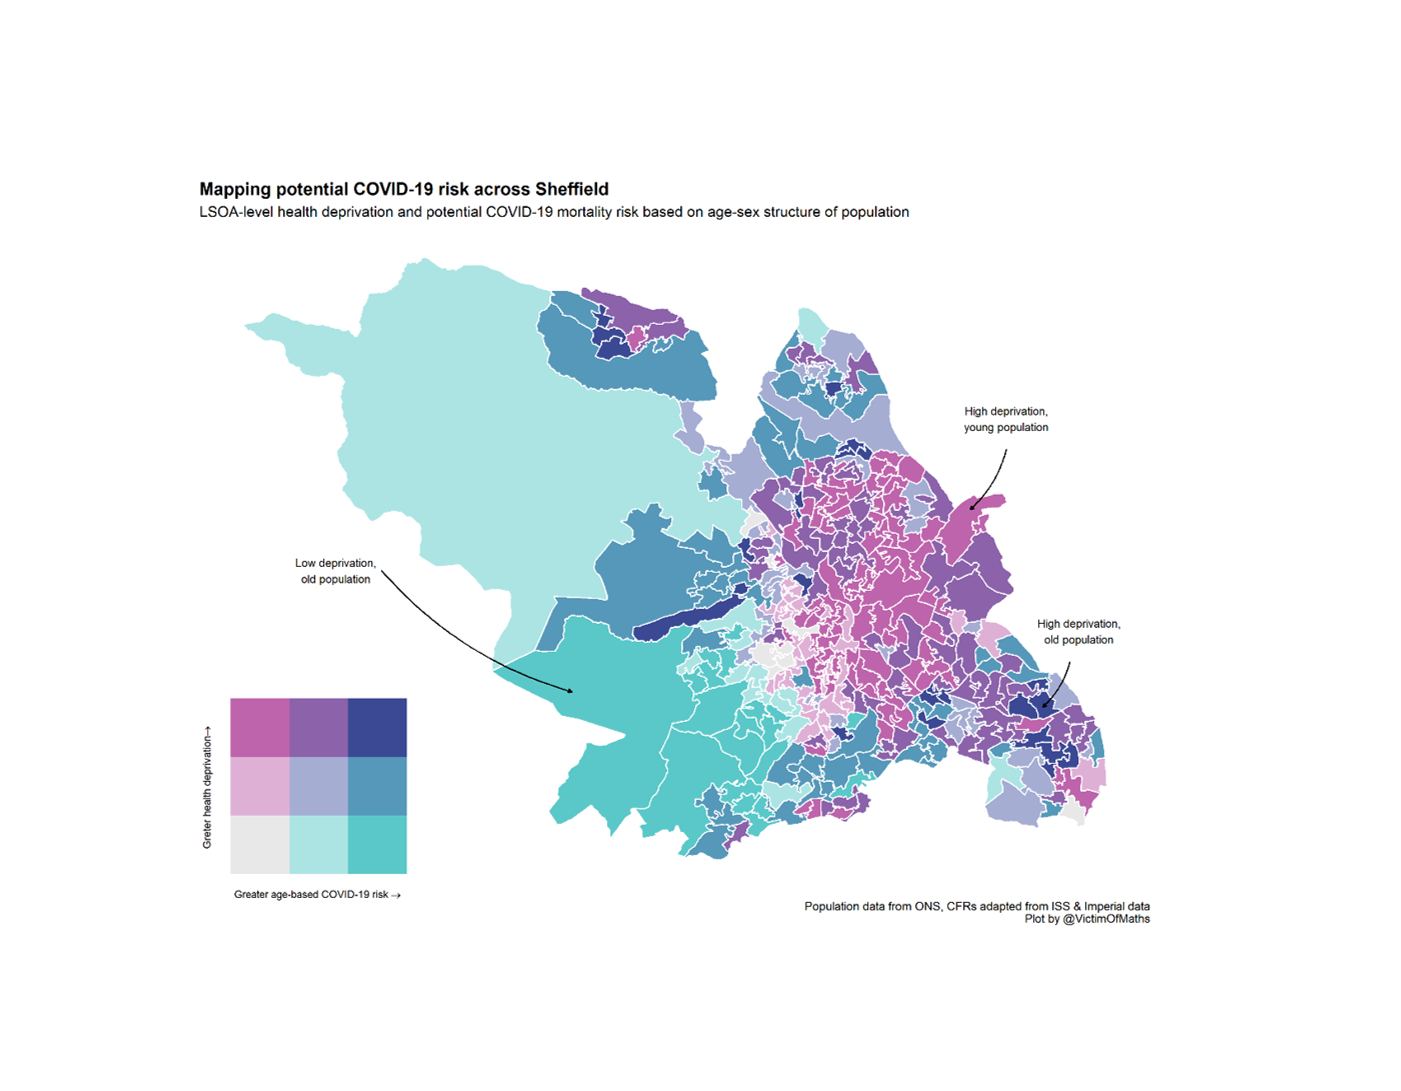 Mapping potential COVID-19 risk across Sheffield
LSOA-level health deprivation and potential COVID-19 mortality risk based on age-sex structure of population
High deprivation,
young population
Low deprivation,
old population
High deprivation,
old population
Greter health deprivation→
Greater age-based COVID-19 risk →
Population data from ONS, CFRs adapted from ISS & Imperial data
Plot by @VictimOfMaths